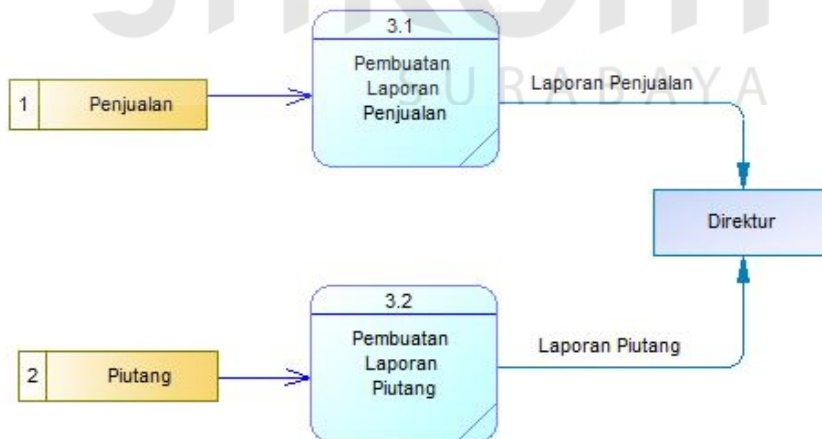 3.1
Pembuatan
Laporan
Penjualan
1 Penjualan
Laporan Penjualan
SURABAYA
Direktur
3.2
Pembuatan
Laporan
Piutang
2 Piutang
Laporan Piutang